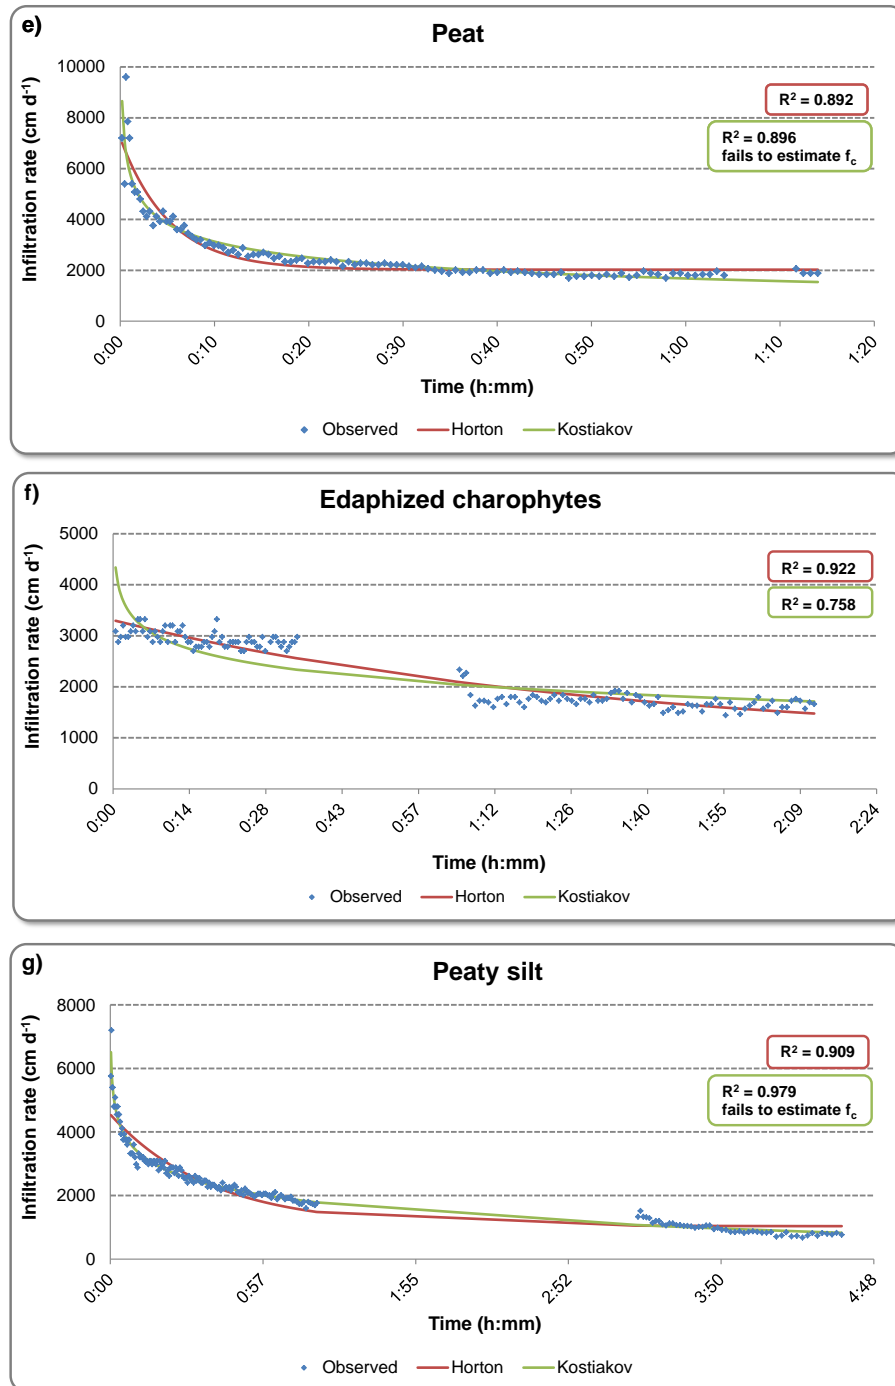 e)
Peat
Infiltration rate (cm d⁻¹)
10000
8000
6000
4000
2000
0
R² = 0.892
R² = 0.896
fails to estimate f_c
0:00
0:10
0:20
0:30
0:40
0:50
1:00
1:10
1:20
Time (h:mm)
Observed Horton Kostiakov
f)
Edaphized charophytes
Infiltration rate (cm d⁻¹)
5000
4000
3000
2000
1000
0
R² = 0.922
R² = 0.758
0:00
0:14
0:28
0:43
0:57
1:12
1:26
1:40
1:55
2:09
2:24
Time (h:mm)
Observed Horton Kostiakov
g)
Peaty silt
Infiltration rate (cm d⁻¹)
8000
6000
4000
2000
0
R² = 0.909
R² = 0.979
fails to estimate f_c
0:00
0:57
1:55
2:52
3:50
4:48
Time (h:mm)
Observed Horton Kostiakov